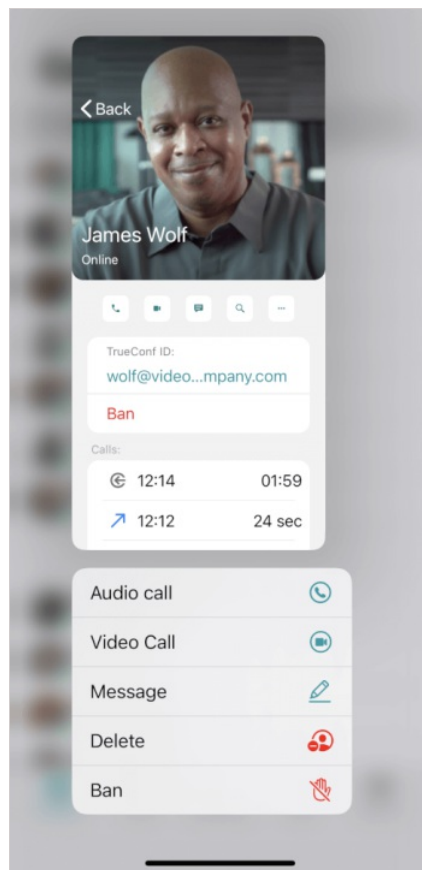 Back
James Wolf
Online
TrueConf ID:
wolf@video...mpany.com
Ban
Calls:
12:14 01:59
12:12 24 sec
Audio call
Video Call
Message
Delete
Ban